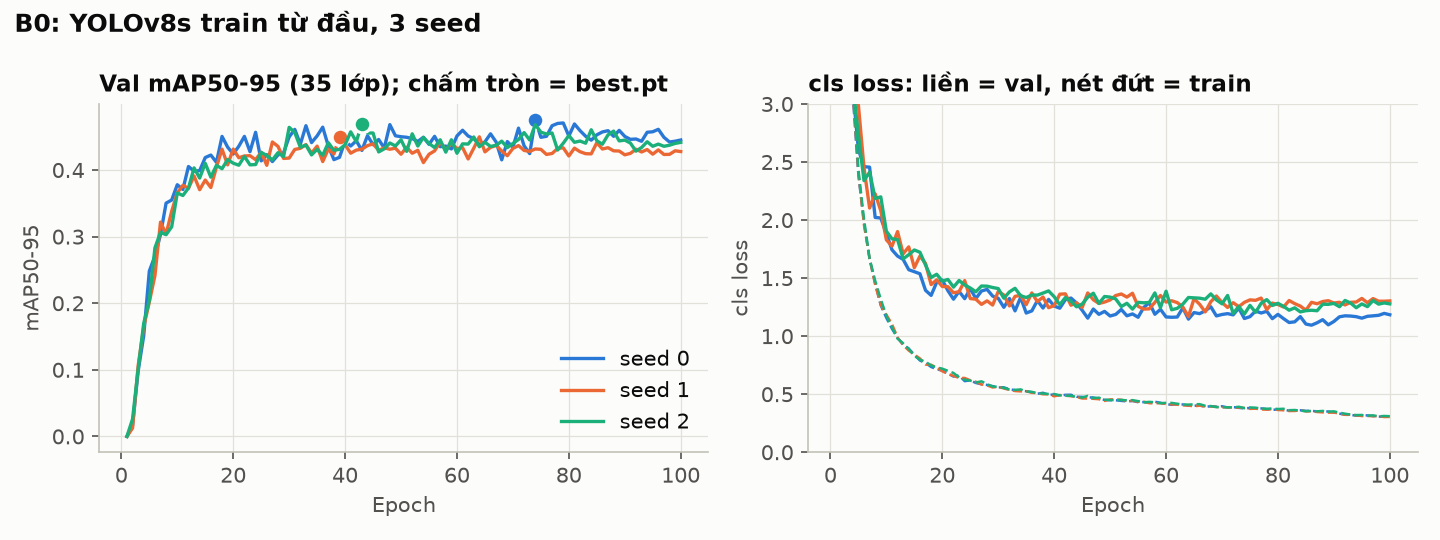 B0: YOLOv8s train từ đầu, 3 seed
Val mAP50-95 (35 lớp); chấm tròn = best.pt
mAP50-95
0.4
0.3
0.2
0.1
0.0
0 20 40 60 80 100
Epoch
seed 0
seed 1
seed 2
cls loss: liền = val, nét đứt = train
cls loss
3.0
2.5
2.0
1.5
1.0
0.5
0.0
0 20 40 60 80 100
Epoch